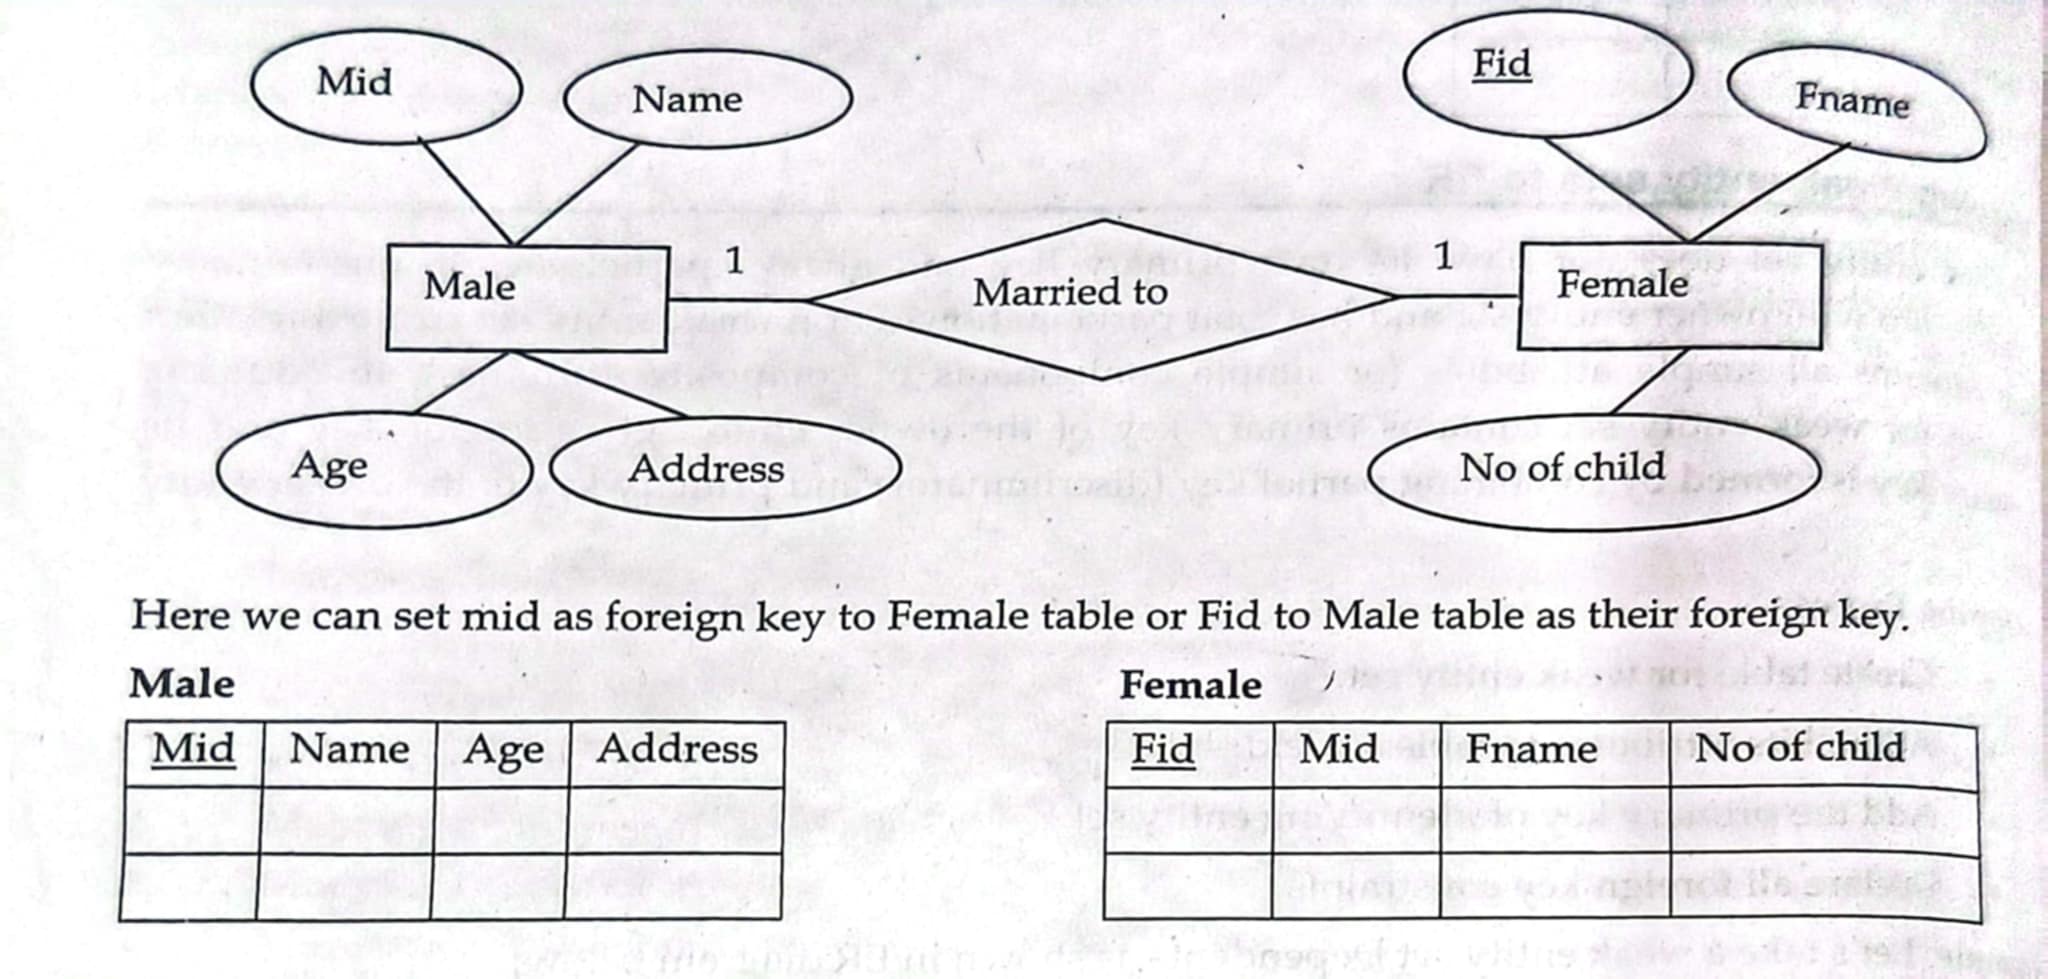 Mid
Name
Fid
Fname
Male
1
Married to
1
Female
Age
Address
No of child
Here we can set mid as foreign key to Female table or Fid to Male table as their foreign key.
Male
Female
Mid Name Age Address
Fid Mid Fname No of child